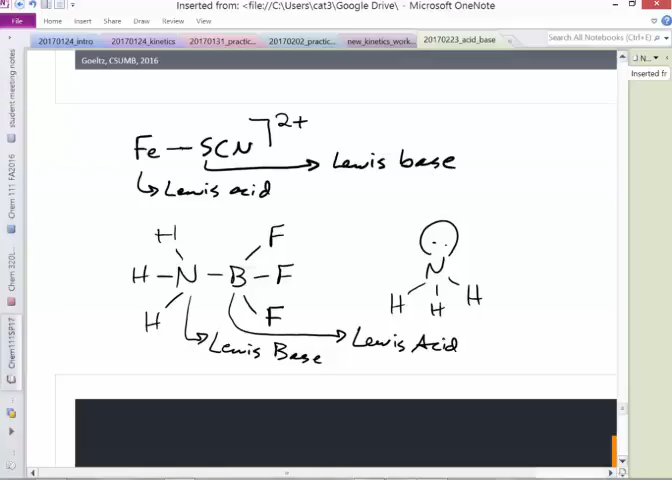 Inserted from: <file://C:/Users/cat3/Google Drive/\ - Microsoft OneNote
File Home Insert Share Draw Review View
20170124_intro 20170124_kinetics 20170131_practic... 20170202_practic... new_kinetics_work... 20170223_acid_base
Search All Notebooks (Ctrl+E)
Inserted fr
student meeting notes
Chem 111 FA2016
Chem 320L
Chem111SP17
Goeltz, CSUMB, 2016
Fe — SCN ]2+
Lewis base
Lewis acid
H F
H — N — B — F
H F
Lewis Base Lewis Acid
N
H H H